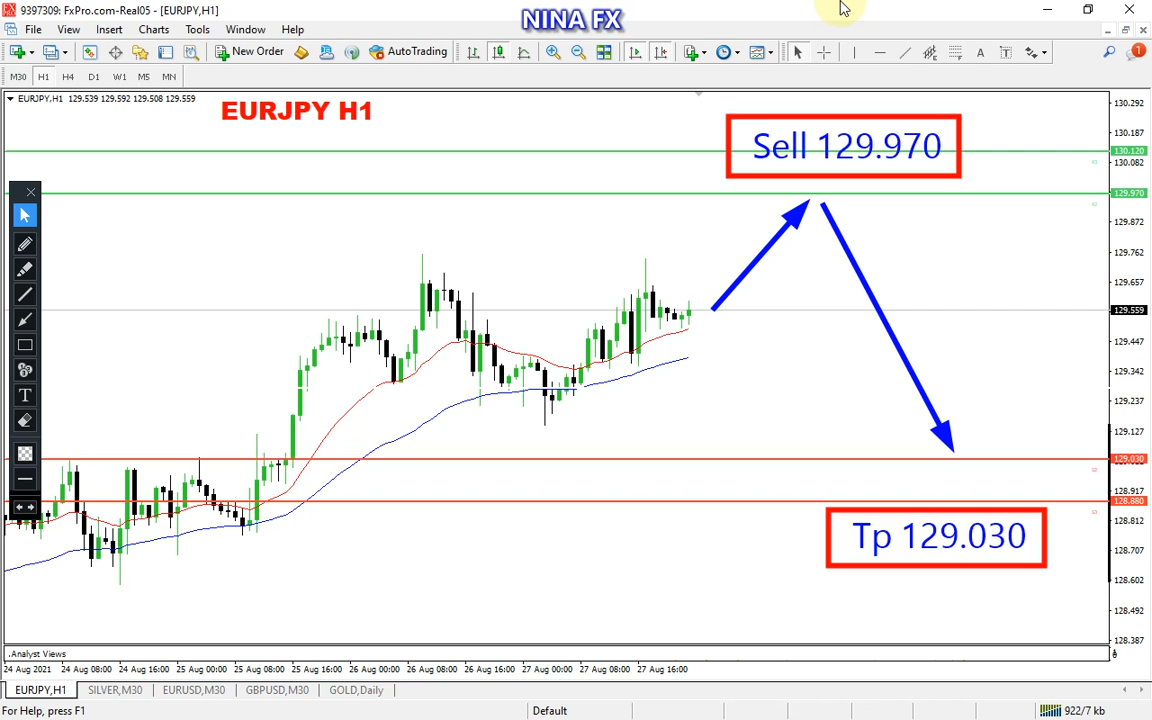 9397309: FxPro.com-Real05 - [EURJPY,H1]
NINA FX
File View Insert Charts Tools Window Help
New Order AutoTrading
1
M30 H1 H4 D1 W1 M5 MN
EURJPY,H1 129.539 129.592 129.508 129.559
EURJPY H1
Sell 129.970
Tp 129.030
130.292
130.187
130.120
130.082
129.970
129.872
129.762
129.657
129.559
129.447
129.342
129.237
129.127
129.030
128.917
128.880
128.812
128.707
128.602
128.492
128.387
.Analyst Views
24 Aug 2021 24 Aug 08:00 24 Aug 16:00 25 Aug 00:00 25 Aug 08:00 25 Aug 16:00 26 Aug 00:00 26 Aug 08:00 26 Aug 16:00 27 Aug 00:00 27 Aug 08:00 27 Aug 16:00
EURJPY,H1 SILVER,M30 EURUSD,M30 GBPUSD,M30 GOLD,Daily
For Help, press F1 Default 922/7 kb